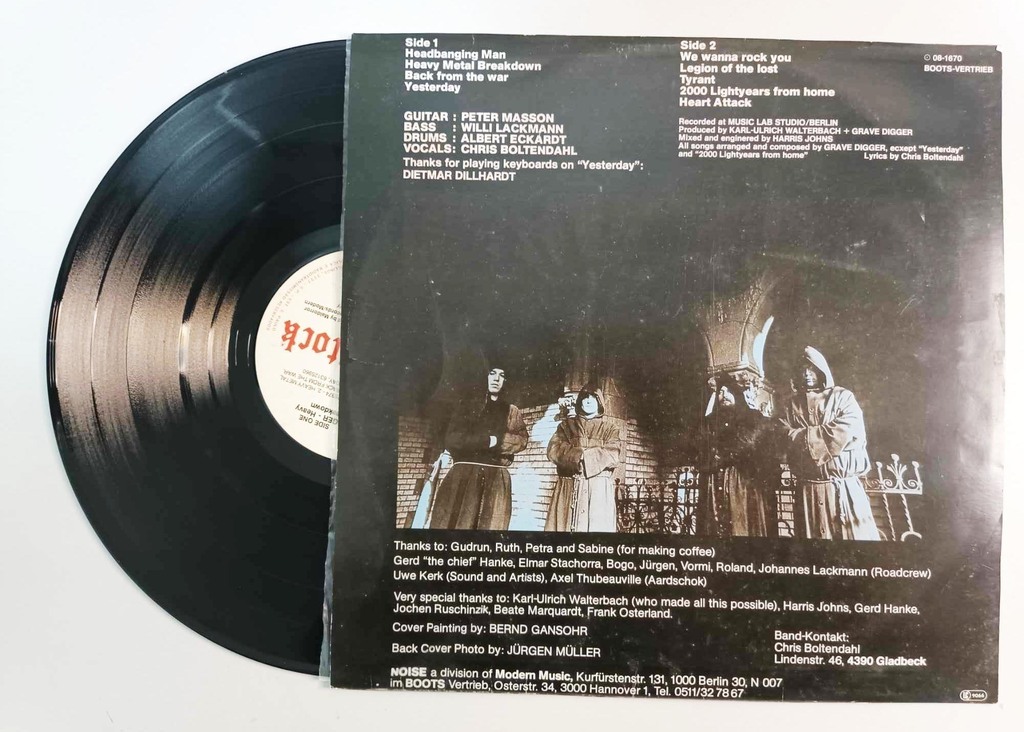 Side 1
Headbanging Man
Heavy Metal Breakdown
Back from the war
Yesterday
GUITAR : PETER MASSON
BASS : WILLI LACKMANN
DRUMS : ALBERT ECKARDT
VOCALS: CHRIS BOLTENDAHL
Thanks for playing keyboards on "Yesterday":
DIETMAR DILLHARDT
Side 2
We wanna rock you
Legion of the lost
Tyrant
2000 Lightyears from home
Heart Attack
© 08-1670
BOOTS-VERTRIEB
Recorded at MUSIC LAB STUDIO/BERLIN
Produced by KARL-ULRICH WALTERBACH + GRAVE DIGGER
Mixed and enginered by HARRIS JOHNS
All songs arranged and composed by GRAVE DIGGER, ecxept "Yesterday"
and "2000 Lightyears from home" Lyrics by Chris Boltendahl
tock
SIDE ONE
GER - Heavy
akdown
Thanks to: Gudrun, Ruth, Petra and Sabine (for making coffee)
Gerd "the chief" Hanke, Elmar Stachorra, Bogo, Jürgen, Vormi, Roland, Johannes Lackmann (Roadcrew)
Uwe Kerk (Sound and Artists), Axel Thubeauville (Aardschok)
Very special thanks to: Karl-Ulrich Walterbach (who made all this possible), Harris Johns, Gerd Hanke,
Jochen Ruschinzik, Beate Marquardt, Frank Osterland.
Cover Painting by: BERND GANSOHR
Back Cover Photo by: JÜRGEN MÜLLER
Band-Kontakt:
Chris Boltendahl
Lindenstr. 46, 4390 Gladbeck
NOISE a division of Modern Music, Kurfürstenstr. 131, 1000 Berlin 30, N 007
im BOOTS Vertrieb, Osterstr. 34, 3000 Hannover 1, Tel. 0511/32 78 67
9065